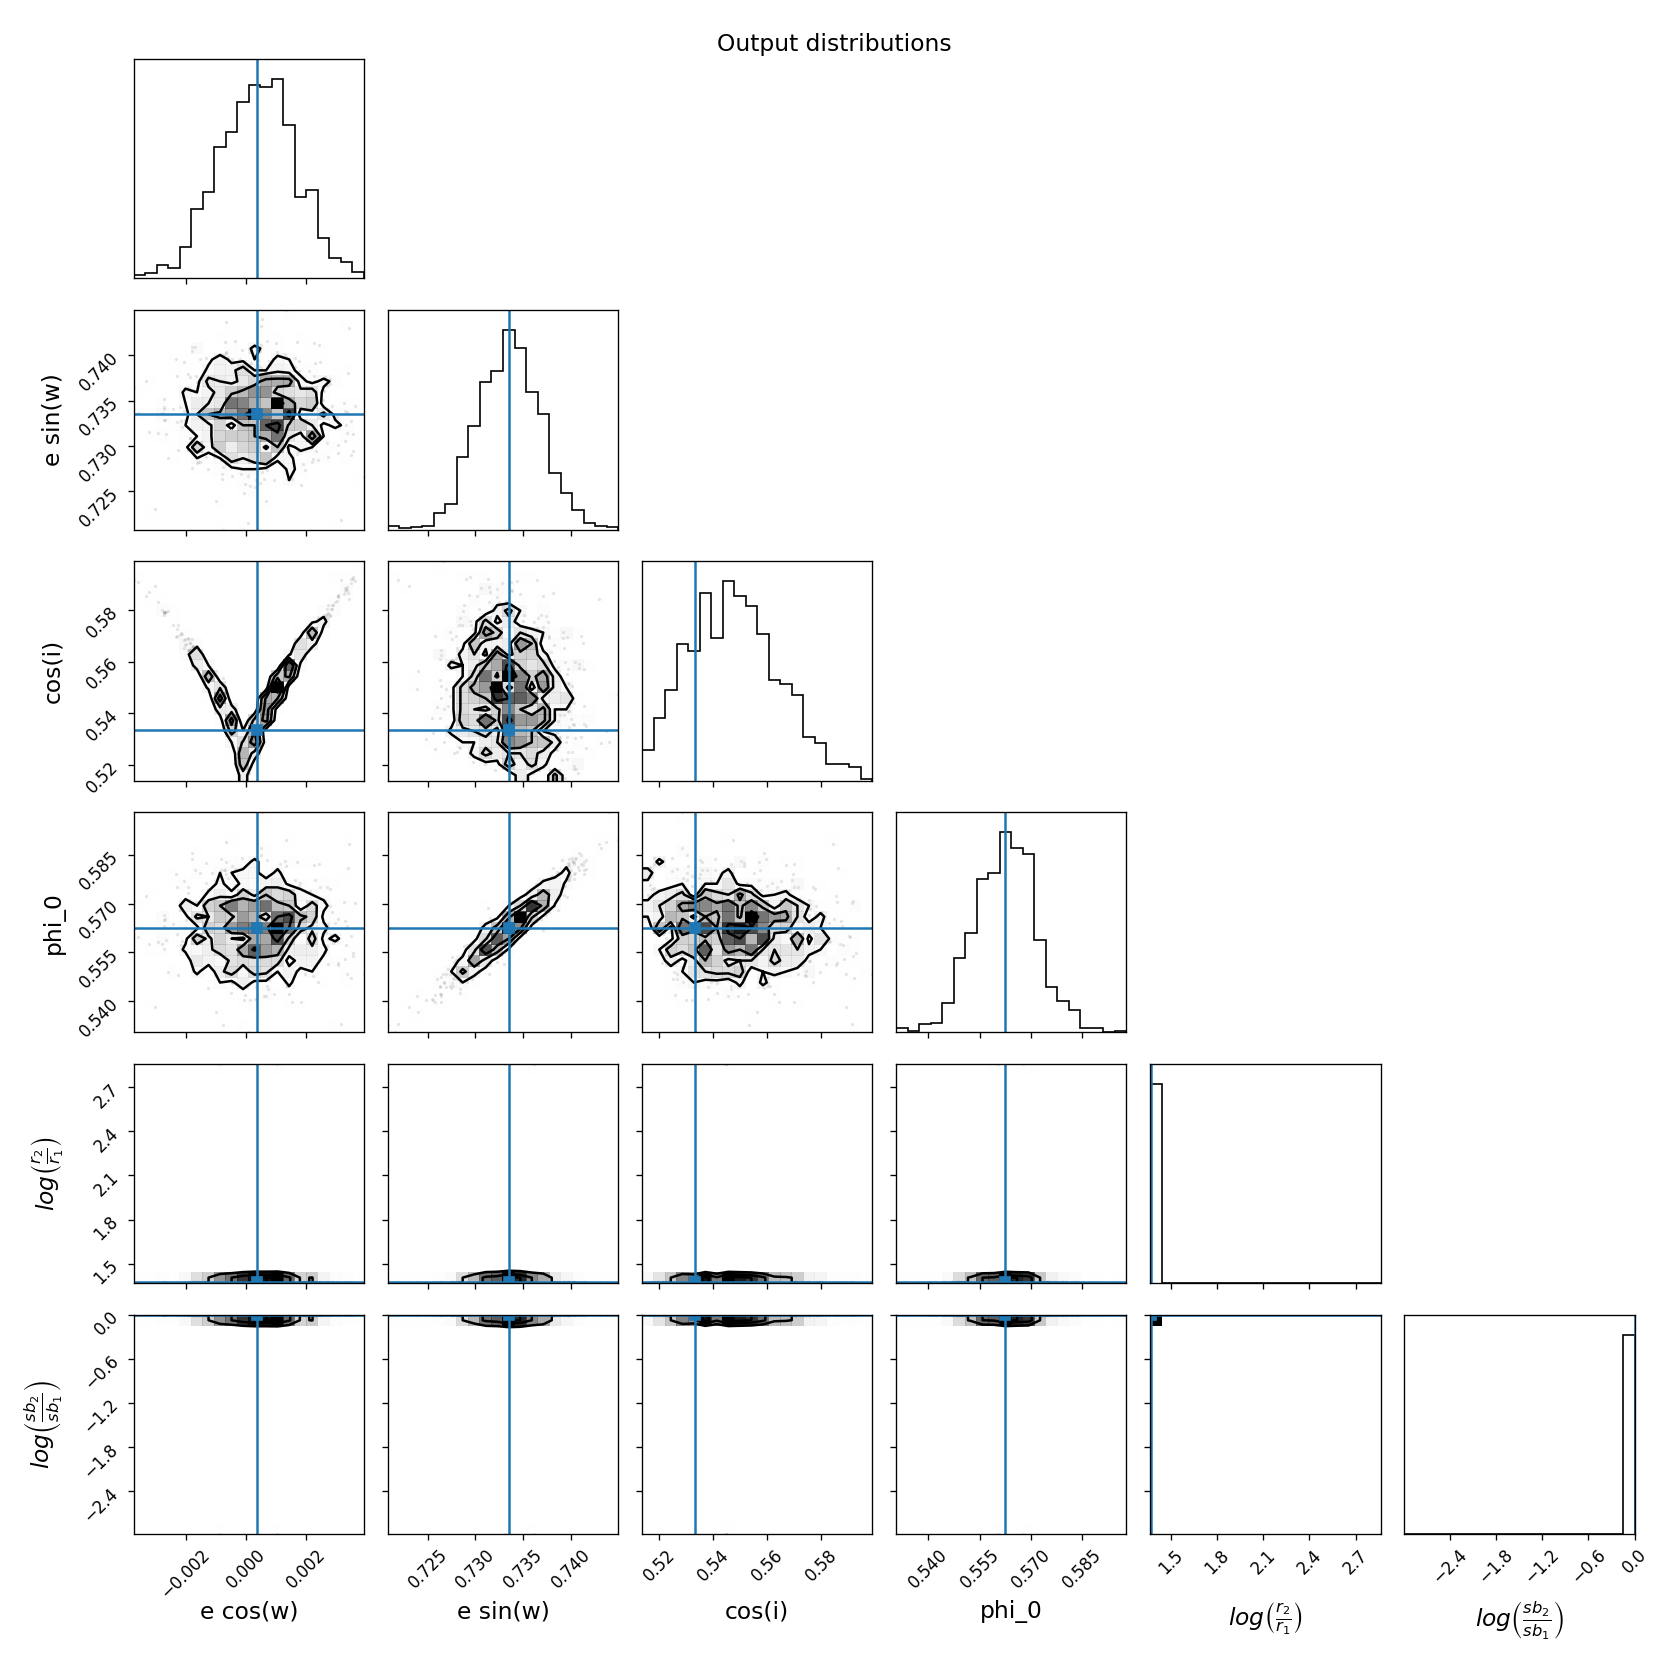 Output distributions
e sin(w)
0.740
0.735
0.730
0.725
cos(i)
0.58
0.56
0.54
0.52
phi_0
0.585
0.570
0.555
0.540
log(r2/r1)
2.7
2.4
2.1
1.8
1.5
log(sb2/sb1)
0.0
−0.6
−1.2
−1.8
−2.4
−0.002 0.000 0.002
0.725 0.730 0.735 0.740
0.52 0.54 0.56 0.58
0.540 0.555 0.570 0.585
1.5 1.8 2.1 2.4 2.7
−2.4 −1.8 −1.2 −0.6 0.0
e cos(w)
e sin(w)
cos(i)
phi_0
log(r2/r1)
log(sb2/sb1)